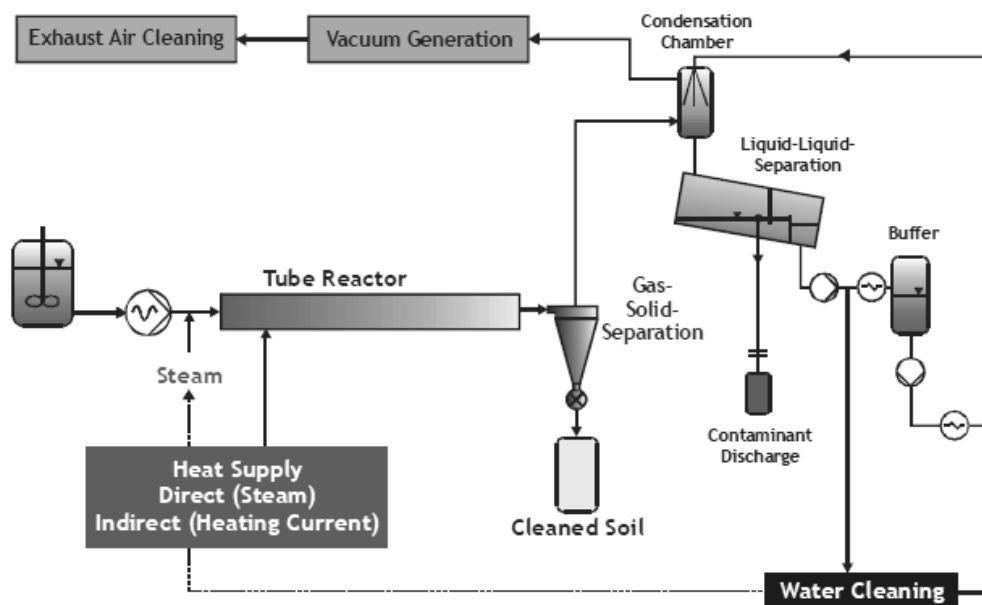 Exhaust Air Cleaning
Vacuum Generation
Condensation
Chamber
Liquid-Liquid-
Separation
Buffer
Tube Reactor
Gas-
Solid-
Separation
Steam
Contaminant
Discharge
Heat Supply
Direct (Steam)
Indirect (Heating Current)
Cleaned Soil
Water Cleaning